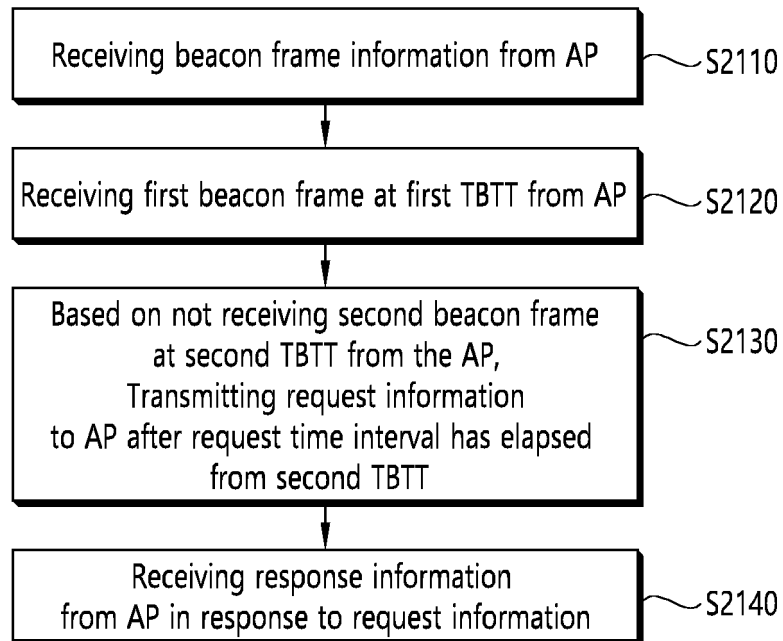 Receiving beacon frame information from AP
S2110
Receiving first beacon frame at first TBTT from AP
S2120
Based on not receiving second beacon frame
at second TBTT from the AP,
Transmitting request information
to AP after request time interval has elapsed
from second TBTT
S2130
Receiving response information
from AP in response to request information
S2140